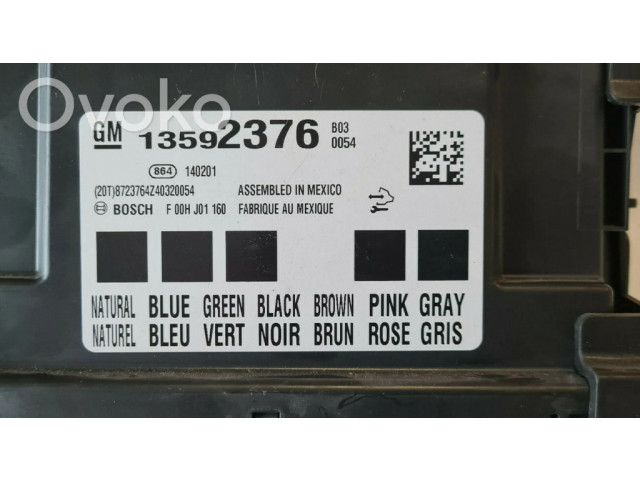 Ovoko
GM 13592376 B03
0054
864 140201
(20T)8723764Z40320054 ASSEMBLED IN MEXICO
BOSCH F 00H J01 160 FABRIQUE AU MEXIQUE
NATURAL BLUE GREEN BLACK BROWN PINK GRAY
NATUREL BLEU VERT NOIR BRUN ROSE GRIS